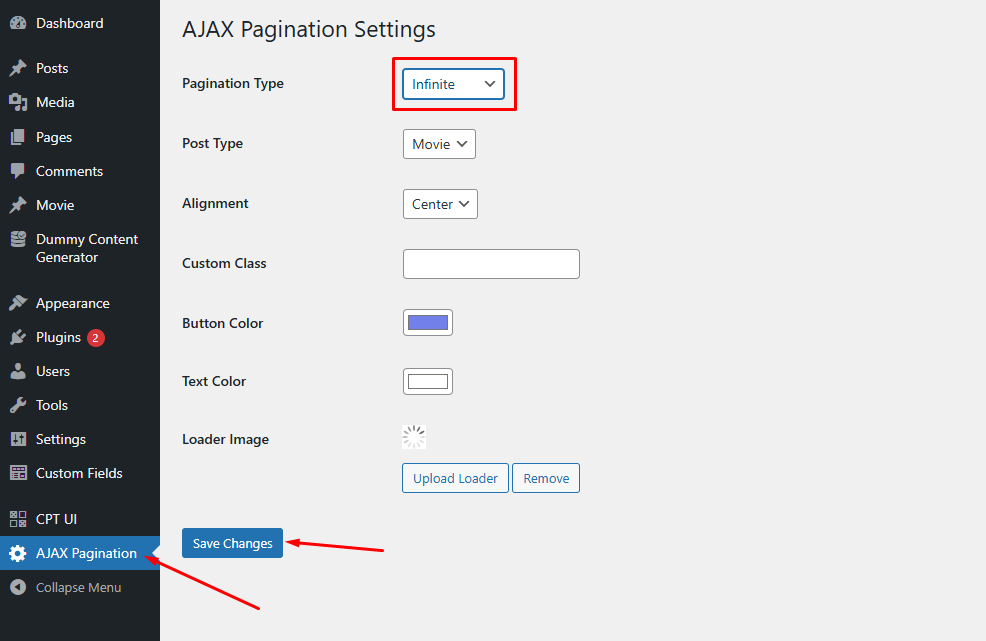 Dashboard
Posts
Media
Pages
Comments
Movie
Dummy Content
Generator
Appearance
Plugins 2
Users
Tools
Settings
Custom Fields
CPT UI
AJAX Pagination
Collapse Menu
AJAX Pagination Settings
Pagination Type Infinite
Post Type Movie
Alignment Center
Custom Class
Button Color
Text Color
Loader Image
Upload Loader Remove
Save Changes